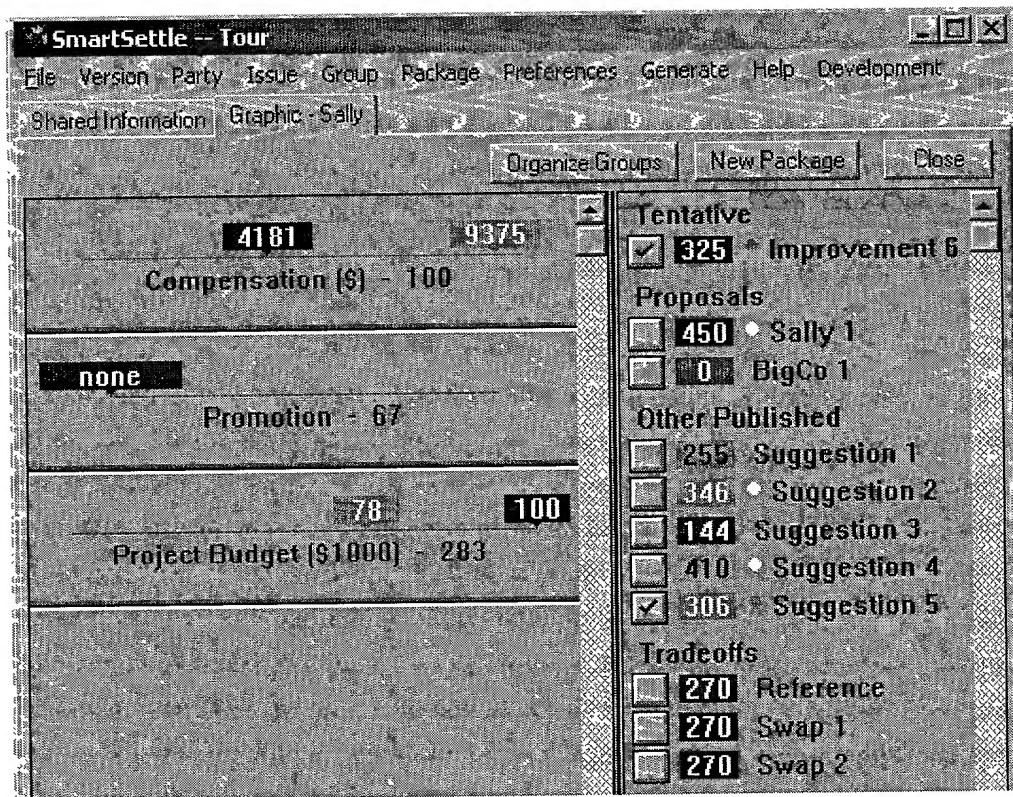 SmartSettle -- Tour
File Version Party Issue Group Package Preferences Generate Help Development
Shared Information Graphic - Sally
Organize Groups New Package Close
4181 9375
Compensation ($) - 100
none
Promotion - 67
78 100
Project Budget ($1000) - 283
Tentative
325 * Improvement 6
Proposals
450 Sally 1
0 BigCo 1
Other Published
255 Suggestion 1
346 Suggestion 2
144 Suggestion 3
410 Suggestion 4
306 * Suggestion 5
Tradeoffs
270 Reference
270 Swap 1
270 Swap 2